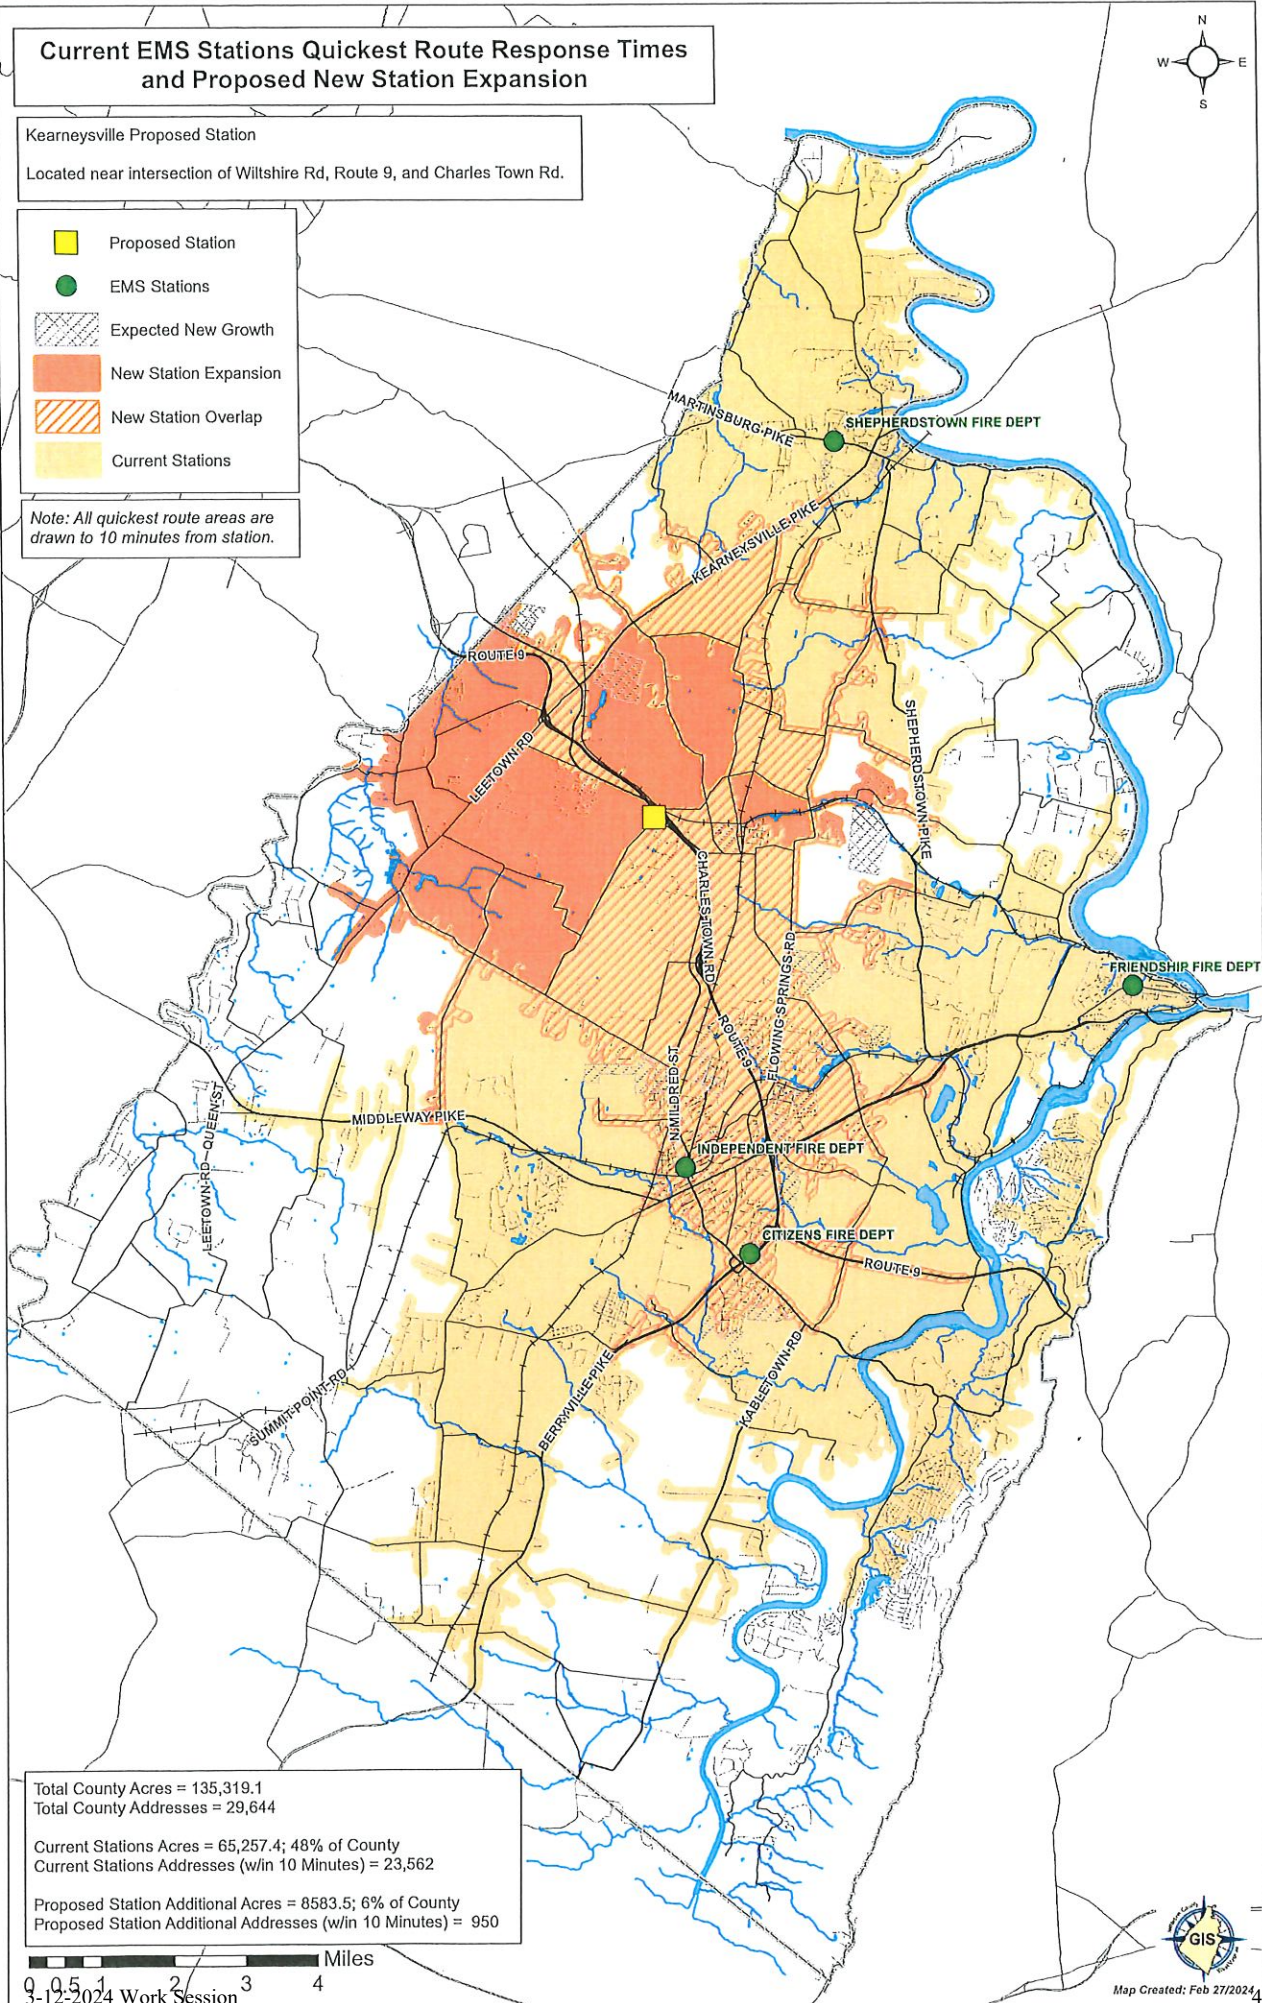 Current EMS Stations Quickest Route Response Times
and Proposed New Station Expansion
N
W
E
S
Kearneysville Proposed Station
Located near intersection of Wiltshire Rd, Route 9, and Charles Town Rd.
Proposed Station
EMS Stations
Expected New Growth
New Station Expansion
New Station Overlap
Current Stations
Note: All quickest route areas are
drawn to 10 minutes from station.
MARTINSBURG PIKE
SHEPHERDSTOWN FIRE DEPT
KEARNEYSVILLE PIKE
ROUTE 9
LEETOWN RD
SHEPHERDSTOWN PIKE
CHARLES TOWN RD
FLOWING SPRINGS RD
FRIENDSHIP FIRE DEPT
ROUTE 9
N MILDRED ST
MIDDLEWAY PIKE
LEETOWN RD
QUEEN ST
INDEPENDENT FIRE DEPT
CITIZENS FIRE DEPT
ROUTE 9
KABLETOWN RD
BERRYVILLE PIKE
SUMMIT POINT RD
Total County Acres = 135,319.1
Total County Addresses = 29,644
Current Stations Acres = 65,257.4; 48% of County
Current Stations Addresses (w/in 10 Minutes) = 23,562
Proposed Station Additional Acres = 8583.5; 6% of County
Proposed Station Additional Addresses (w/in 10 Minutes) = 950
Miles
0 0.5 1 2 3 4
3-12-2024 Work Session
GIS
Map Created: Feb 27/2024
4